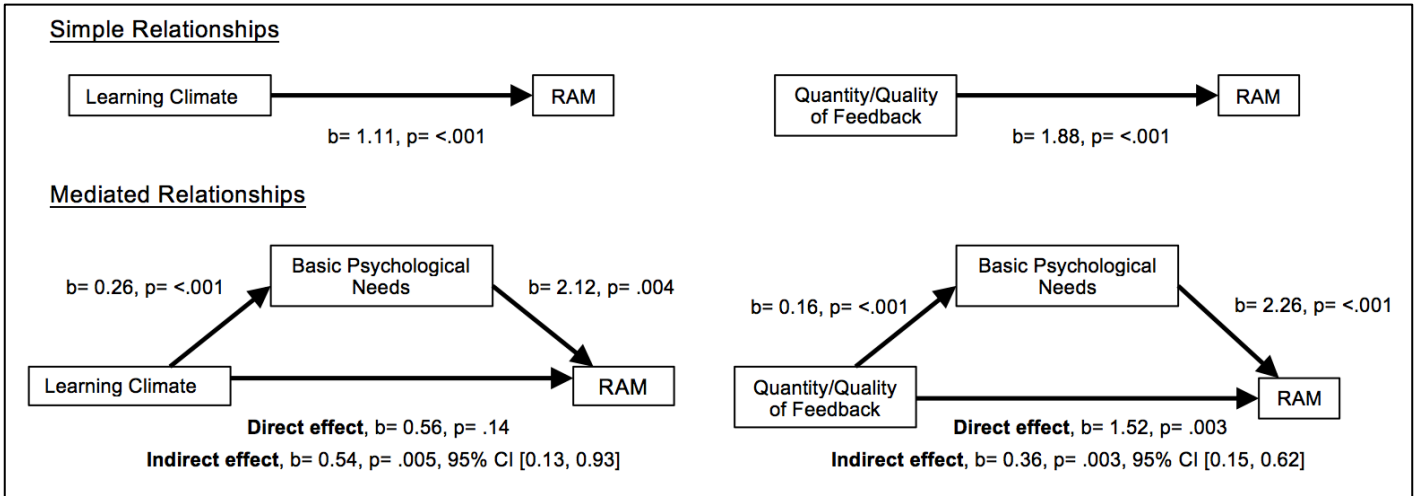 Simple Relationships
Learning Climate
RAM
b= 1.11, p= <.001
Quantity/Quality
of Feedback
RAM
b= 1.88, p= <.001
Mediated Relationships
b= 0.26, p= <.001
Basic Psychological
Needs
b= 2.12, p= .004
Learning Climate
RAM
Direct effect, b= 0.56, p= .14
Indirect effect, b= 0.54, p= .005, 95% CI [0.13, 0.93]
b= 0.16, p= <.001
Basic Psychological
Needs
b= 2.26, p= <.001
Quantity/Quality
of Feedback
RAM
Direct effect, b= 1.52, p= .003
Indirect effect, b= 0.36, p= .003, 95% CI [0.15, 0.62]